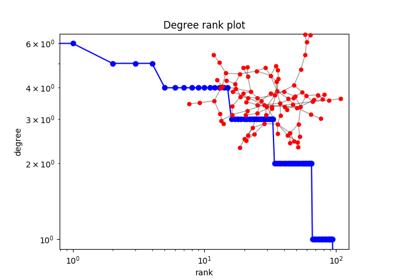 Degree rank plot
6 × 10⁰
4 × 10⁰
3 × 10⁰
2 × 10⁰
10⁰
degree
10⁰ 10¹ 10²
rank